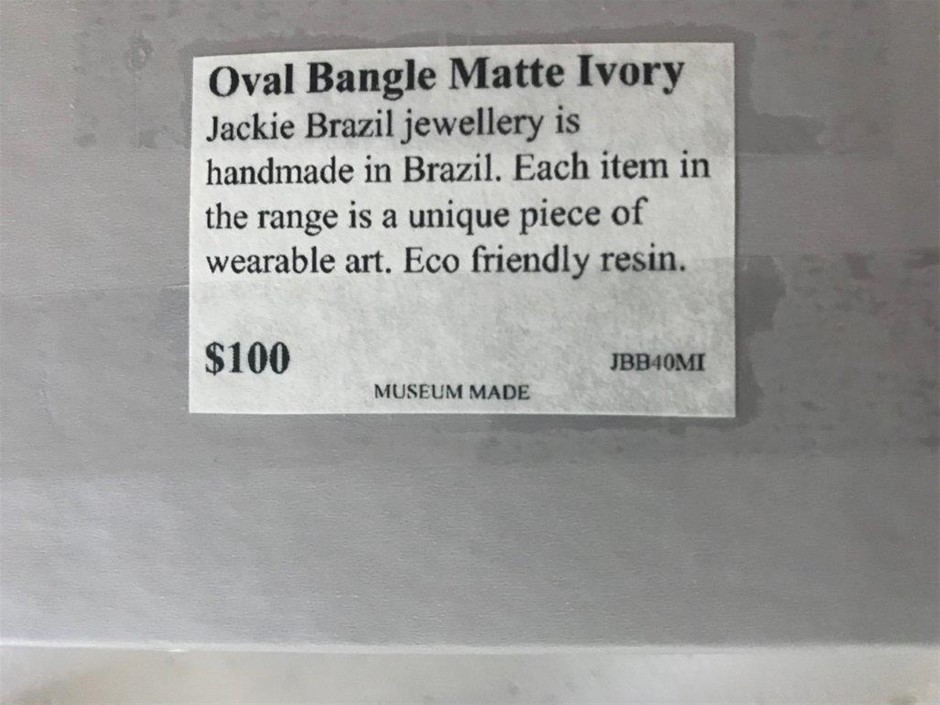 Oval Bangle Matte Ivory
Jackie Brazil jewellery is
handmade in Brazil. Each item in
the range is a unique piece of
wearable art. Eco friendly resin.
$100 JBB40MI
MUSEUM MADE